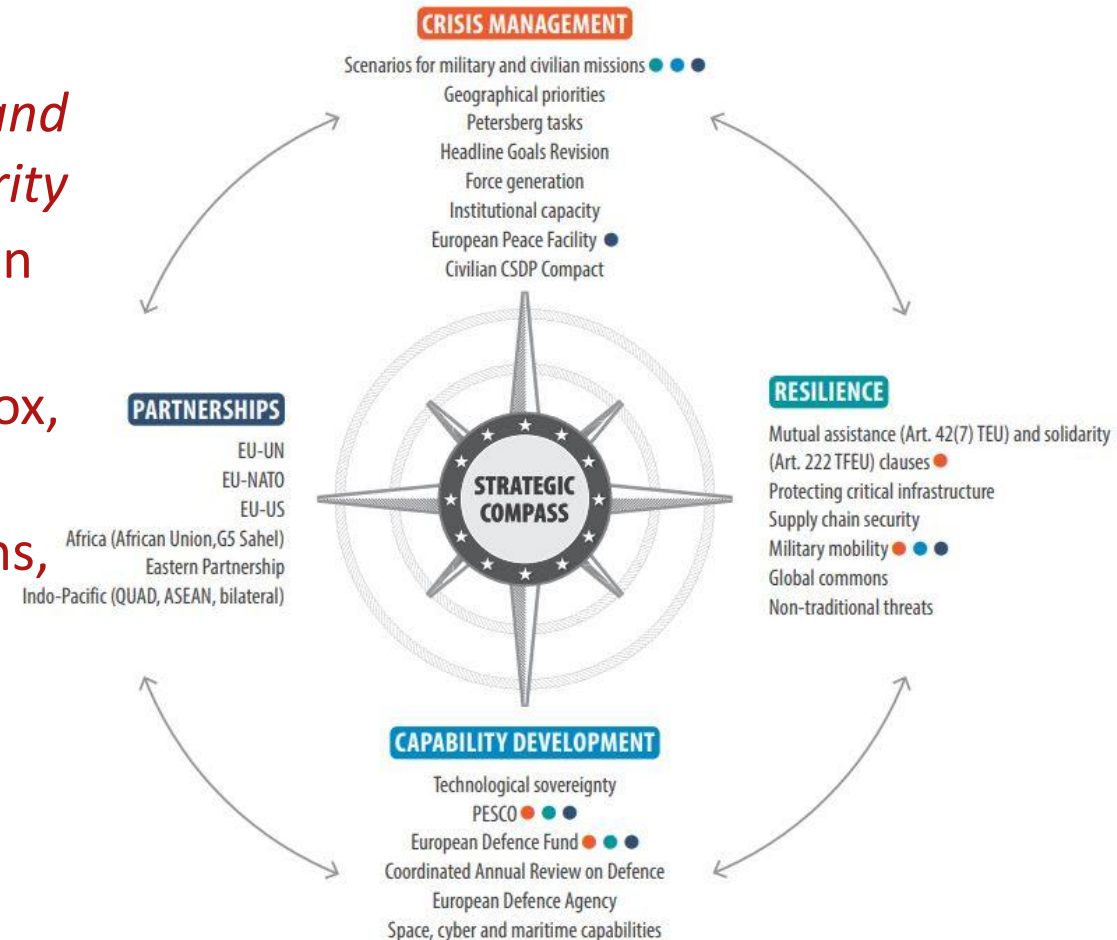 and
rity
n
ox,
ns,
CRISIS MANAGEMENT
Scenarios for military and civilian missions
Geographical priorities
Petersberg tasks
Headline Goals Revision
Force generation
Institutional capacity
European Peace Facility
Civilian CSDP Compact
PARTNERSHIPS
EU-UN
EU-NATO
EU-US
Africa (African Union,G5 Sahel)
Eastern Partnership
Indo-Pacific (QUAD, ASEAN, bilateral)
STRATEGIC
COMPASS
RESILIENCE
Mutual assistance (Art. 42(7) TEU) and solidarity
(Art. 222 TFEU) clauses
Protecting critical infrastructure
Supply chain security
Military mobility
Global commons
Non-traditional threats
CAPABILITY DEVELOPMENT
Technological sovereignty
PESCO
European Defence Fund
Coordinated Annual Review on Defence
European Defence Agency
Space, cyber and maritime capabilities